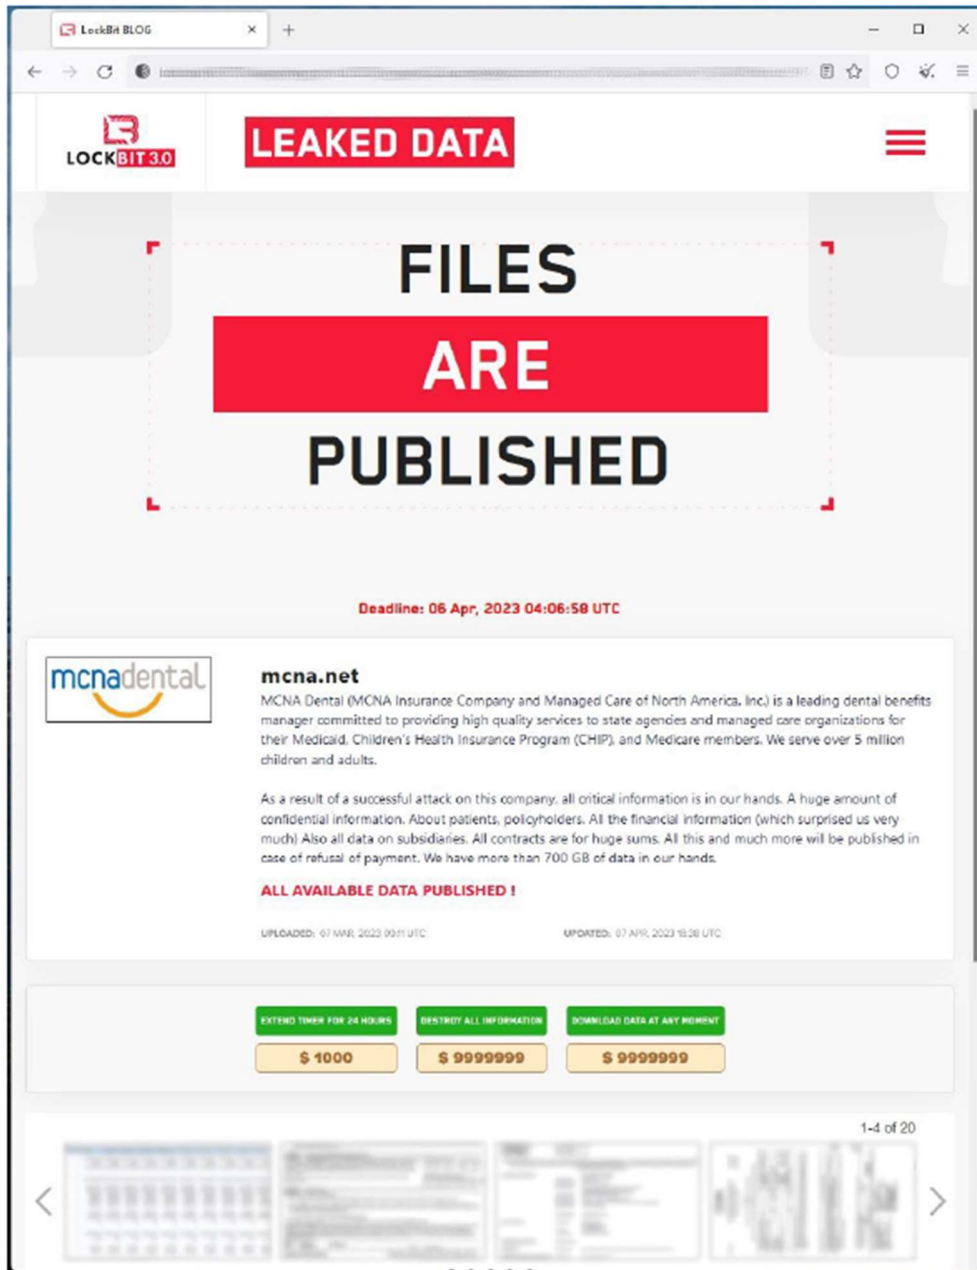 LockBit BLOG
LOCKBIT 3.0
LEAKED DATA
FILES
ARE
PUBLISHED
Deadline: 06 Apr, 2023 04:06:58 UTC
mcnadental
mcna.net
MCNA Dental (MCNA Insurance Company and Managed Care of North America, Inc.) is a leading dental benefits
manager committed to providing high quality services to state agencies and managed care organizations for
their Medicaid, Children's Health Insurance Program (CHIP), and Medicare members. We serve over 5 million
children and adults.
As a result of a successful attack on this company, all critical information is in our hands. A huge amount of
confidential information. About patients, policyholders. All the financial information (which surprised us very
much) Also all data on subsidiaries. All contracts are for huge sums. All this and much more will be published in
case of refusal of payment. We have more than 700 GB of data in our hands.
ALL AVAILABLE DATA PUBLISHED !
UPLOADED: 07 MAR, 2023 UTC
UPDATED: 07 APR, 2023 18:38 UTC
EXTEND TIMER FOR 24 HOURS
DESTROY ALL INFORMATION
DOWNLOAD DATA AT ANY MOMENT
$ 1000
$ 9999999
$ 9999999
1-4 of 20